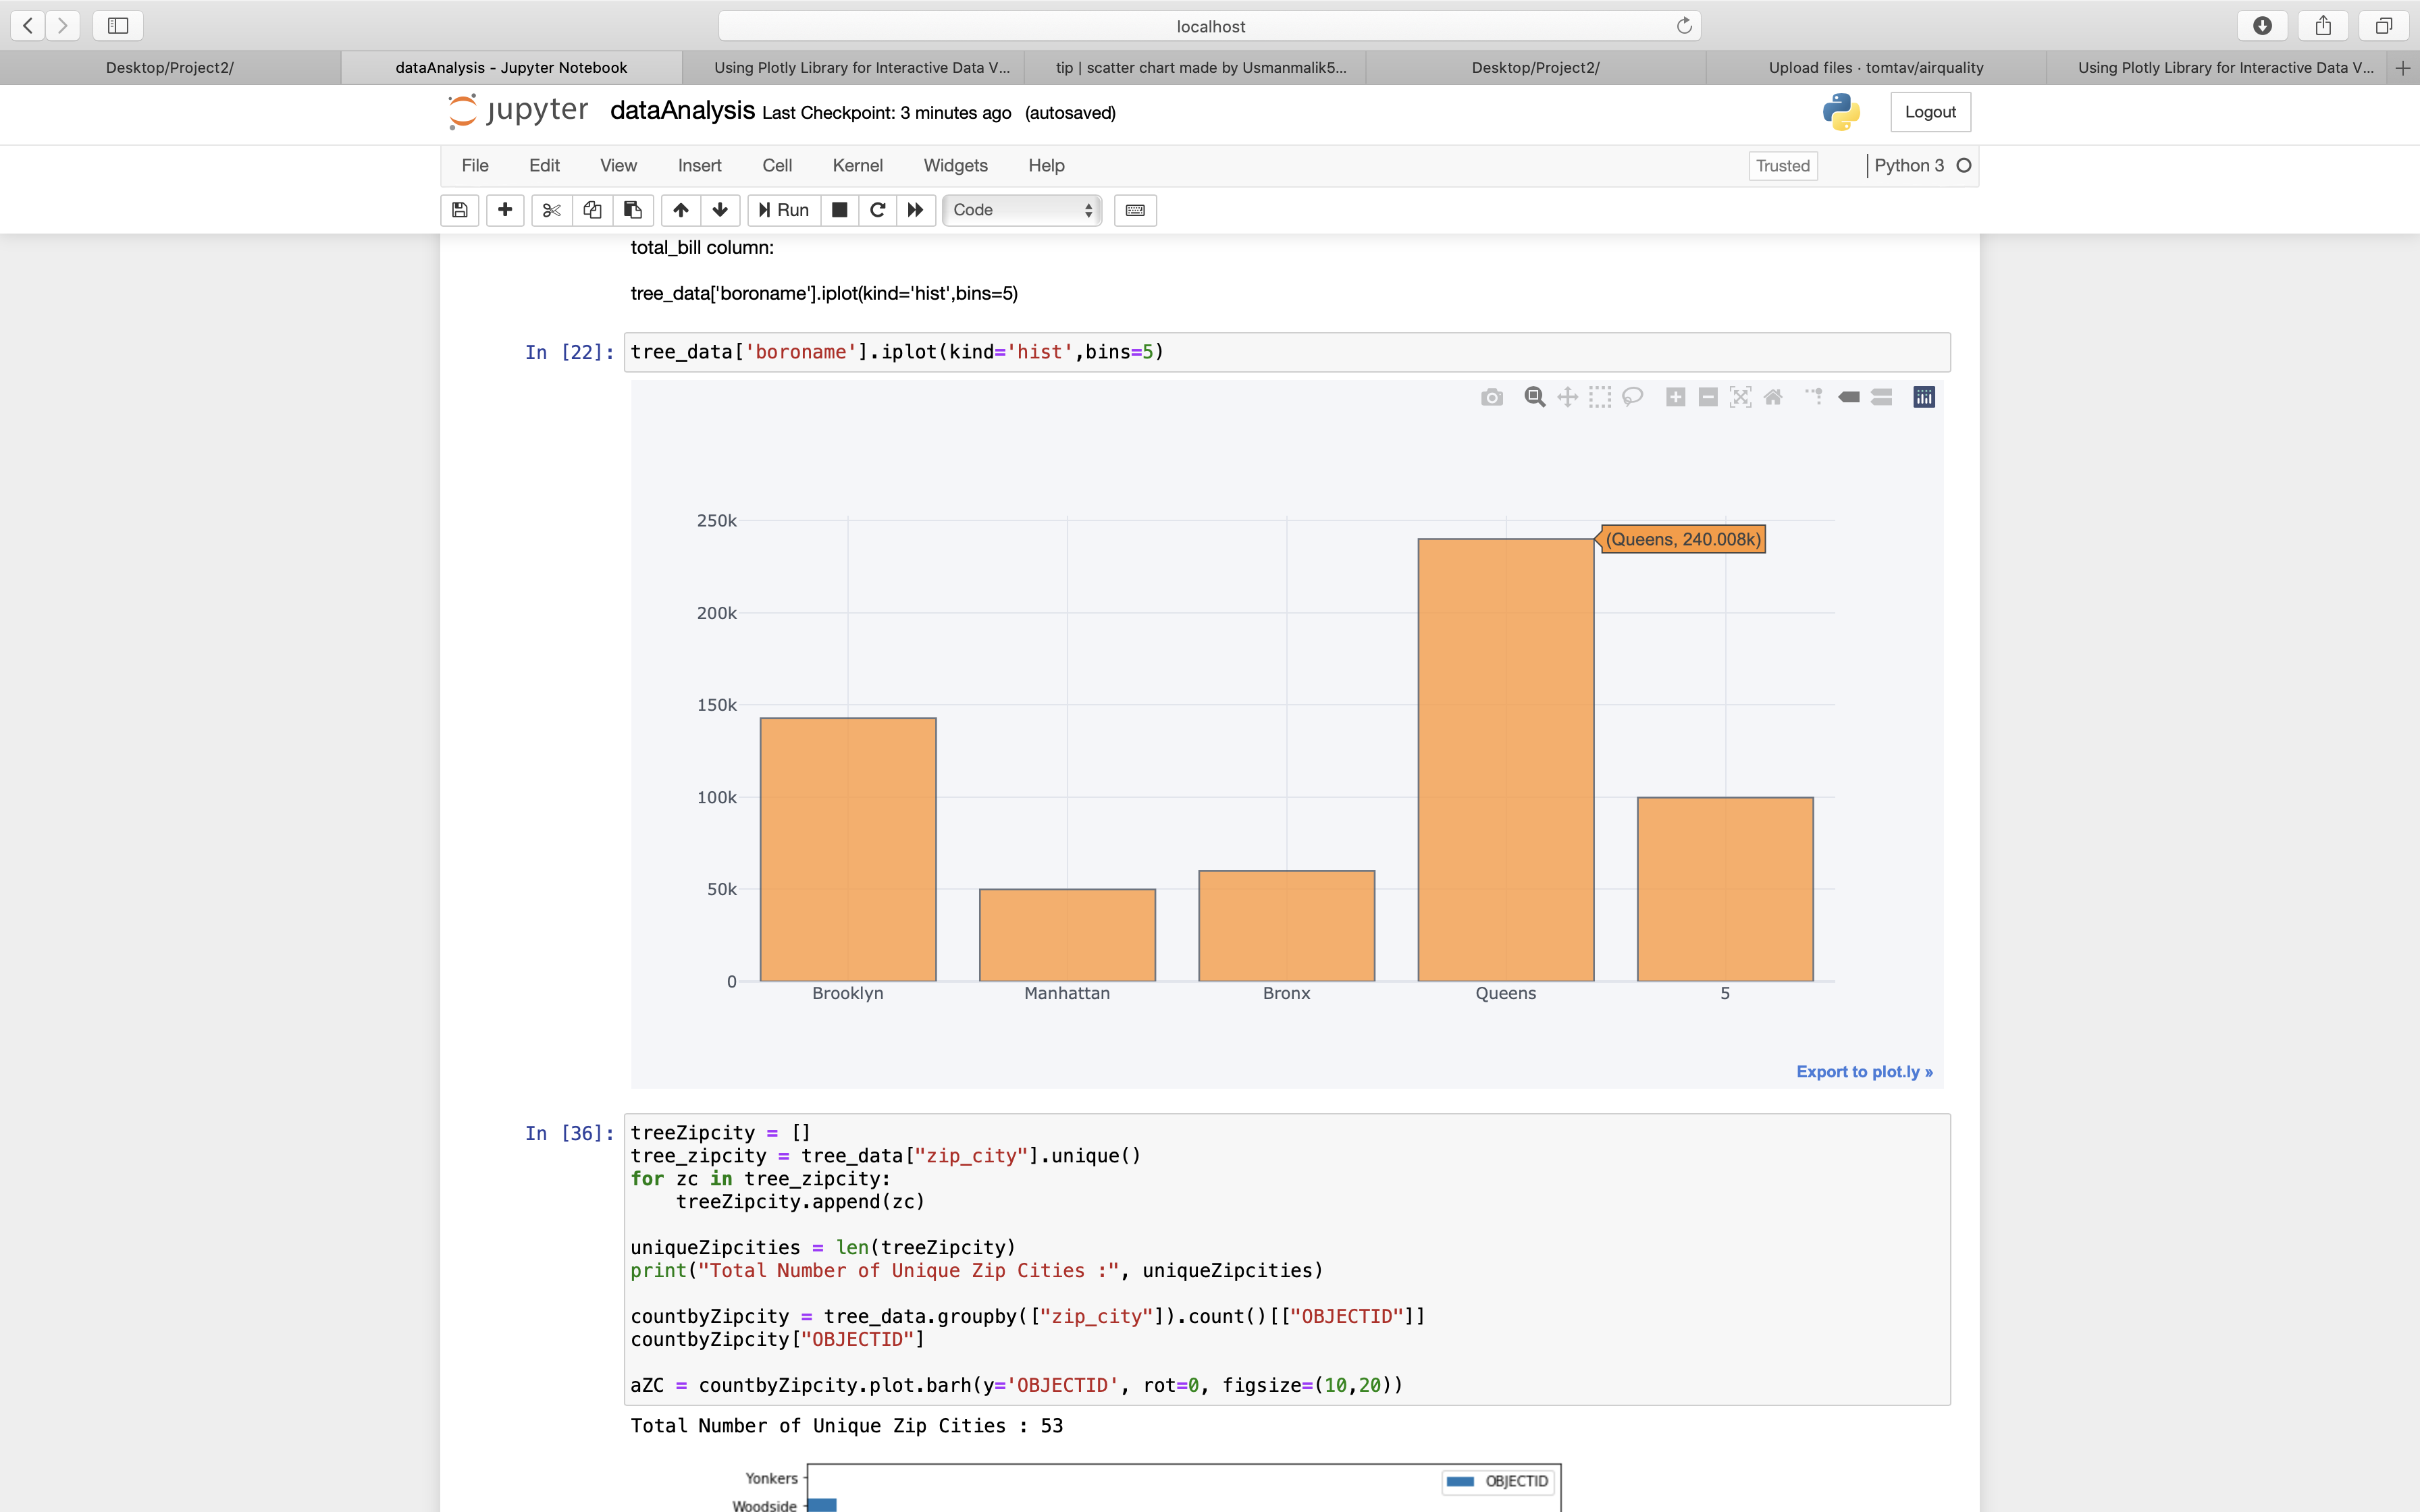 localhost
Desktop/Project2/
dataAnalysis - Jupyter Notebook
Using Plotly Library for Interactive Data V...
tip | scatter chart made by Usmanmalik5...
Desktop/Project2/
Upload files · tomtav/airquality
Using Plotly Library for Interactive Data V...
jupyter dataAnalysis Last Checkpoint: 3 minutes ago (autosaved)
Logout
File Edit View Insert Cell Kernel Widgets Help
Trusted
Python 3
Run
Code
total_bill column:
tree_data['boroname'].iplot(kind='hist',bins=5)
In [22]: tree_data['boroname'].iplot(kind='hist',bins=5)
250k
(Queens, 240.008k)
200k
150k
100k
50k
0
Brooklyn Manhattan Bronx Queens 5
Export to plot.ly »
In [36]: treeZipcity = []
tree_zipcity = tree_data["zip_city"].unique()
for zc in tree_zipcity:
    treeZipcity.append(zc)
uniqueZipcities = len(treeZipcity)
print("Total Number of Unique Zip Cities :", uniqueZipcities)
countbyZipcity = tree_data.groupby(["zip_city"]).count()[["OBJECTID"]]
countbyZipcity["OBJECTID"]
aZC = countbyZipcity.plot.barh(y='OBJECTID', rot=0, figsize=(10,20))
Total Number of Unique Zip Cities : 53
Yonkers
OBJECTID
Woodside